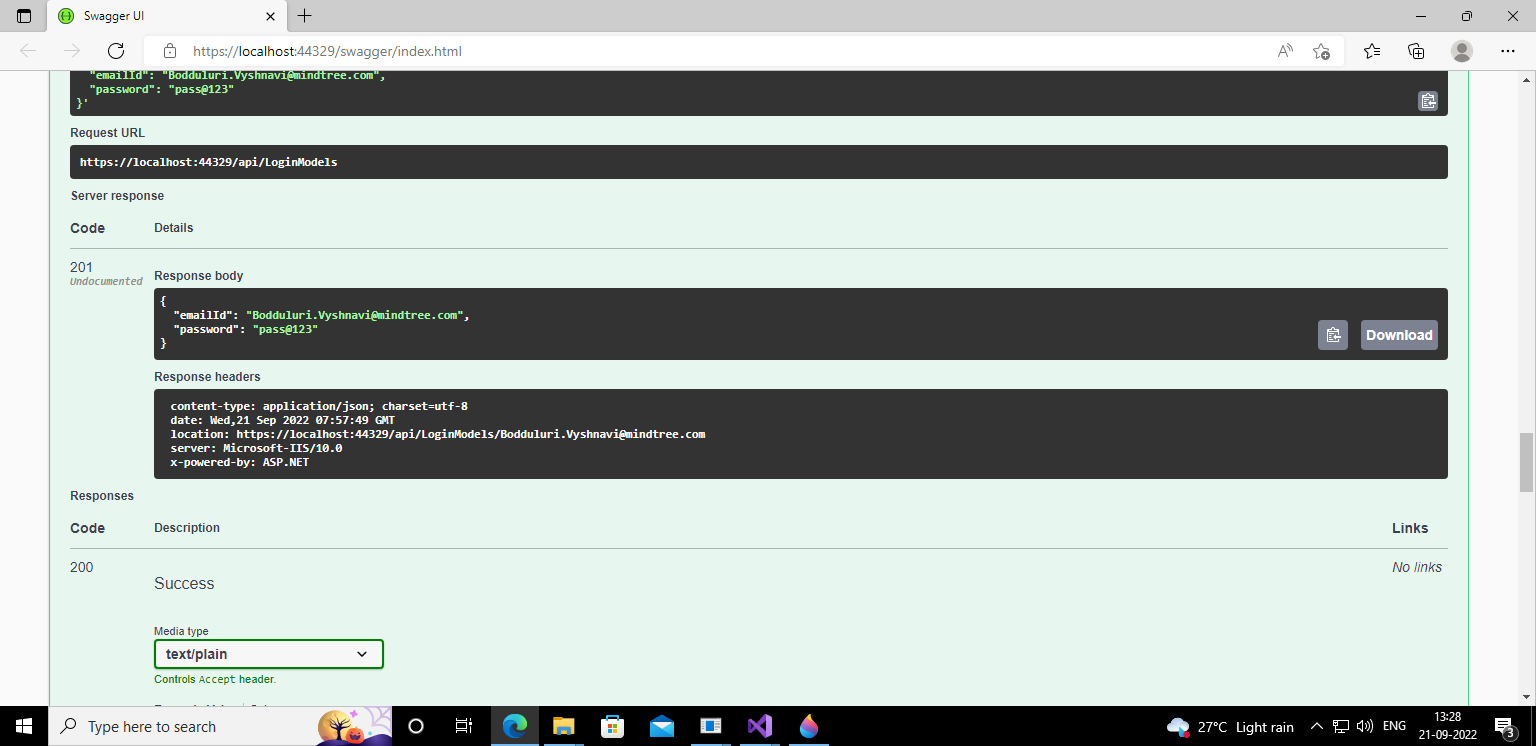 Swagger UI
https://localhost:44329/swagger/index.html
"emailId": "Bodduluri.Vyshnavi@mindtree.com",
"password": "pass@123"
}'
Request URL
https://localhost:44329/api/LoginModels
Server response
Code Details
201
Undocumented
Response body
{
"emailId": "Bodduluri.Vyshnavi@mindtree.com",
"password": "pass@123"
}
Download
Response headers
content-type: application/json; charset=utf-8
date: Wed,21 Sep 2022 07:57:49 GMT
location: https://localhost:44329/api/LoginModels/Bodduluri.Vyshnavi@mindtree.com
server: Microsoft-IIS/10.0
x-powered-by: ASP.NET
Responses
Code Description Links
200 No links
Success
Media type
text/plain
Controls Accept header.
Type here to search
27°C Light rain
ENG
13:28
21-09-2022
3